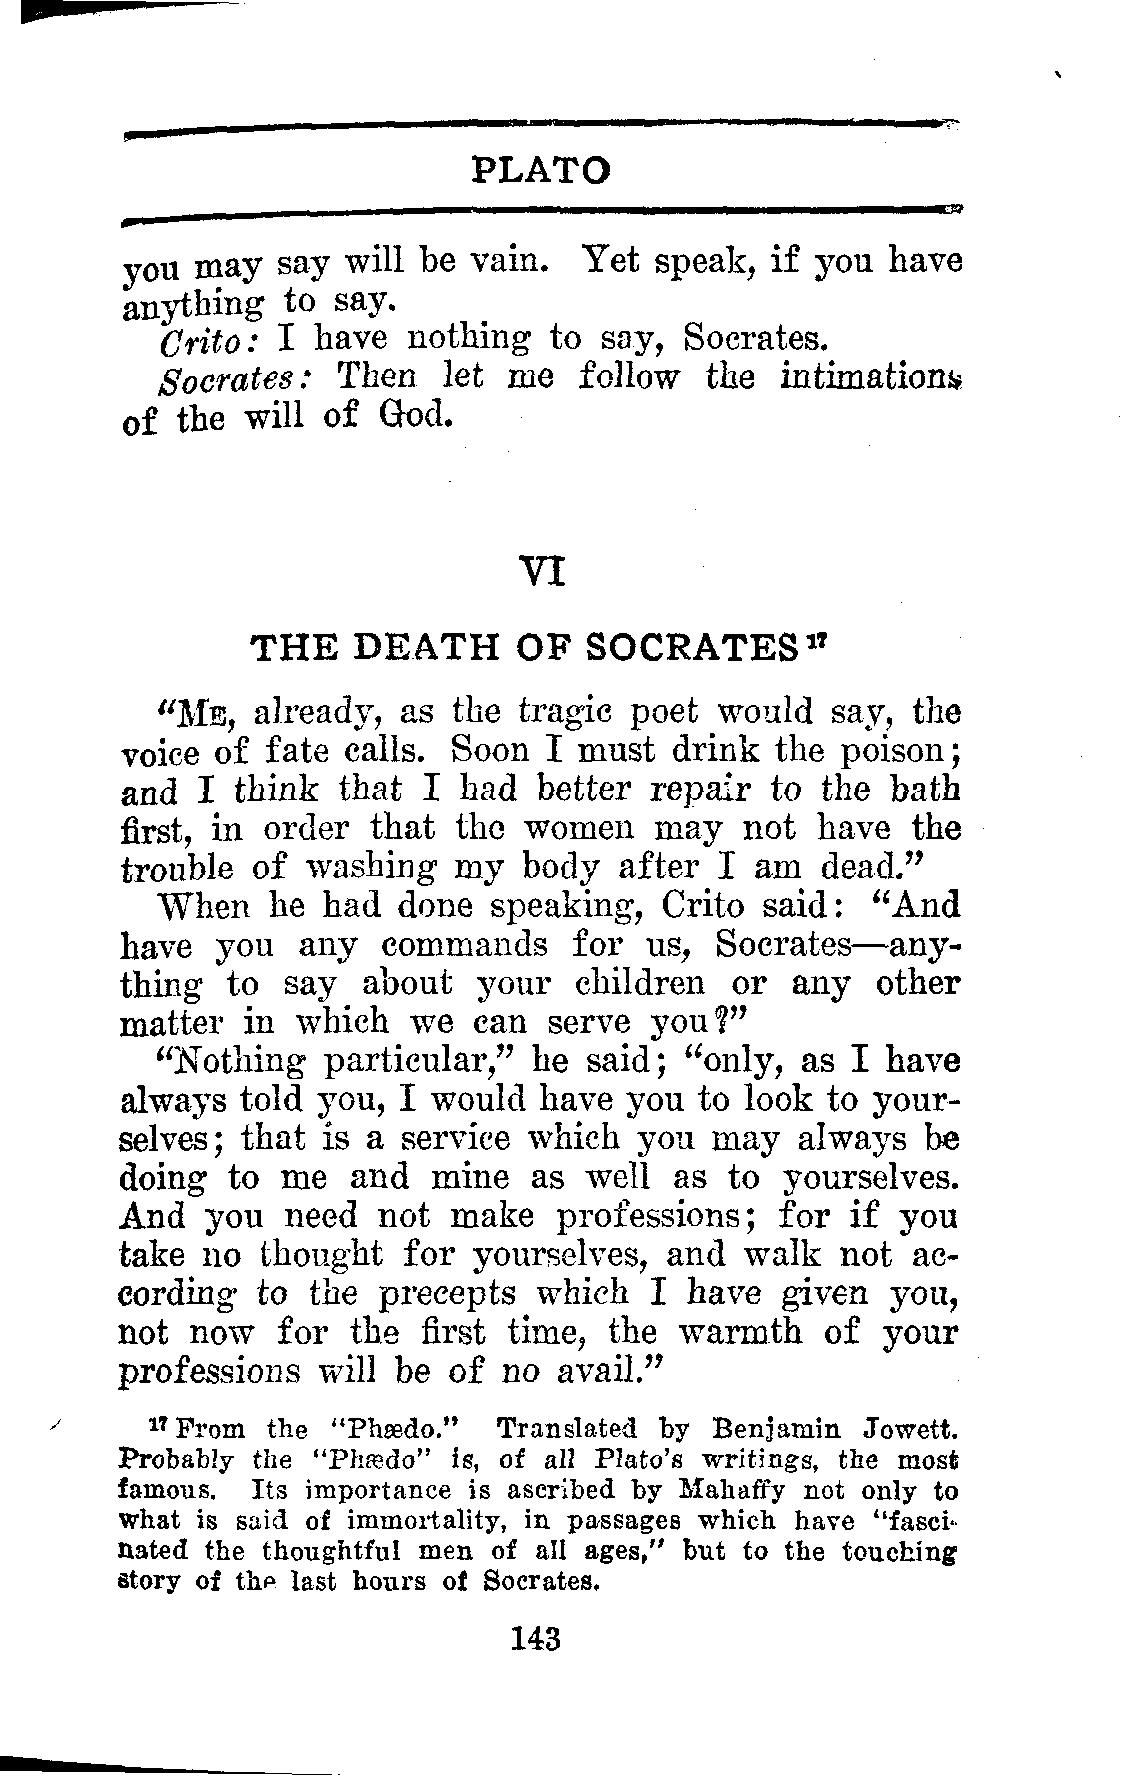 PLATO
you may say will be vain. Yet speak, if you have
anything to say.
Crito: I have nothing to say, Socrates.
Socrates: Then let me follow the intimations
of the will of God.
VI
THE DEATH OF SOCRATES¹⁷
"ME, already, as the tragic poet would say, the
voice of fate calls. Soon I must drink the poison;
and I think that I had better repair to the bath
first, in order that the women may not have the
trouble of washing my body after I am dead."
When he had done speaking, Crito said: "And
have you any commands for us, Socrates—any-
thing to say about your children or any other
matter in which we can serve you?"
"Nothing particular," he said; "only, as I have
always told you, I would have you to look to your-
selves; that is a service which you may always be
doing to me and mine as well as to yourselves.
And you need not make professions; for if you
take no thought for yourselves, and walk not ac-
cording to the precepts which I have given you,
not now for the first time, the warmth of your
professions will be of no avail."
¹⁷ From the "Phædo." Translated by Benjamin Jowett.
Probably the "Phædo" is, of all Plato's writings, the most
famous. Its importance is ascribed by Mahaffy not only to
what is said of immortality, in passages which have "fasci-
nated the thoughtful men of all ages," but to the touching
story of the last hours of Socrates.
143